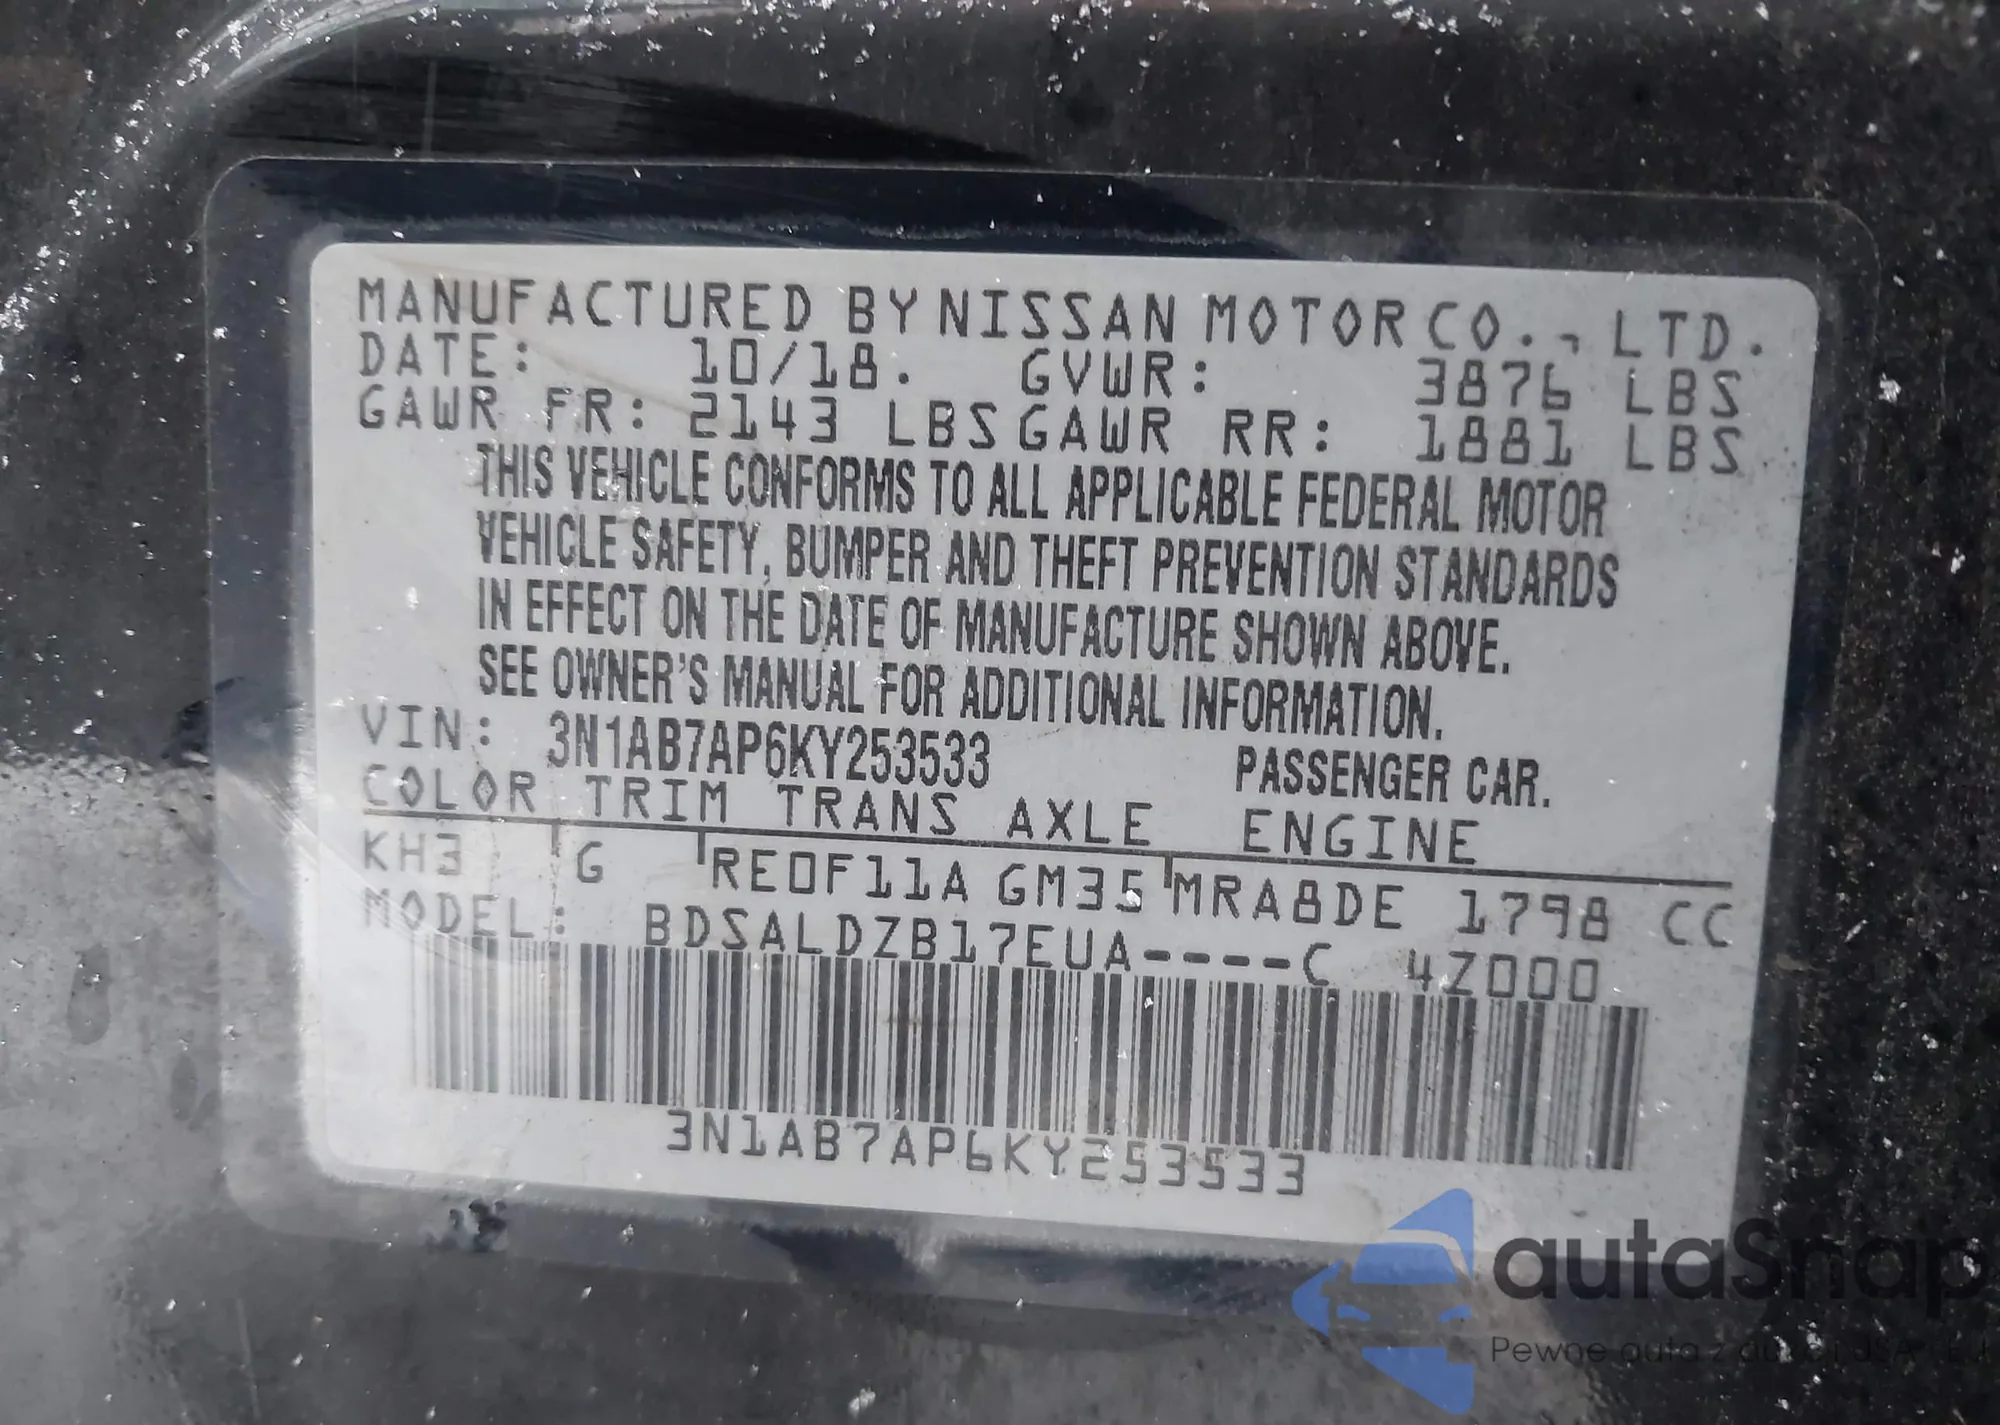 MANUFACTURED BY NISSAN MOTOR CO., LTD.
DATE: 10/18. GVWR: 3876 LBS
GAWR FR: 2143 LBS GAWR RR: 1881 LBS
THIS VEHICLE CONFORMS TO ALL APPLICABLE FEDERAL MOTOR
VEHICLE SAFETY, BUMPER AND THEFT PREVENTION STANDARDS
IN EFFECT ON THE DATE OF MANUFACTURE SHOWN ABOVE.
SEE OWNER'S MANUAL FOR ADDITIONAL INFORMATION.
VIN: 3N1AB7AP6KY253533 PASSENGER CAR.
COLOR TRIM TRANS AXLE ENGINE
KH3 G RE0F11A GM35 MRA8DE 1798 CC
MODEL: BDSALDZB17EUA----C 4Z000
3N1AB7AP6KY253533
autaSnap
Pewne auta z